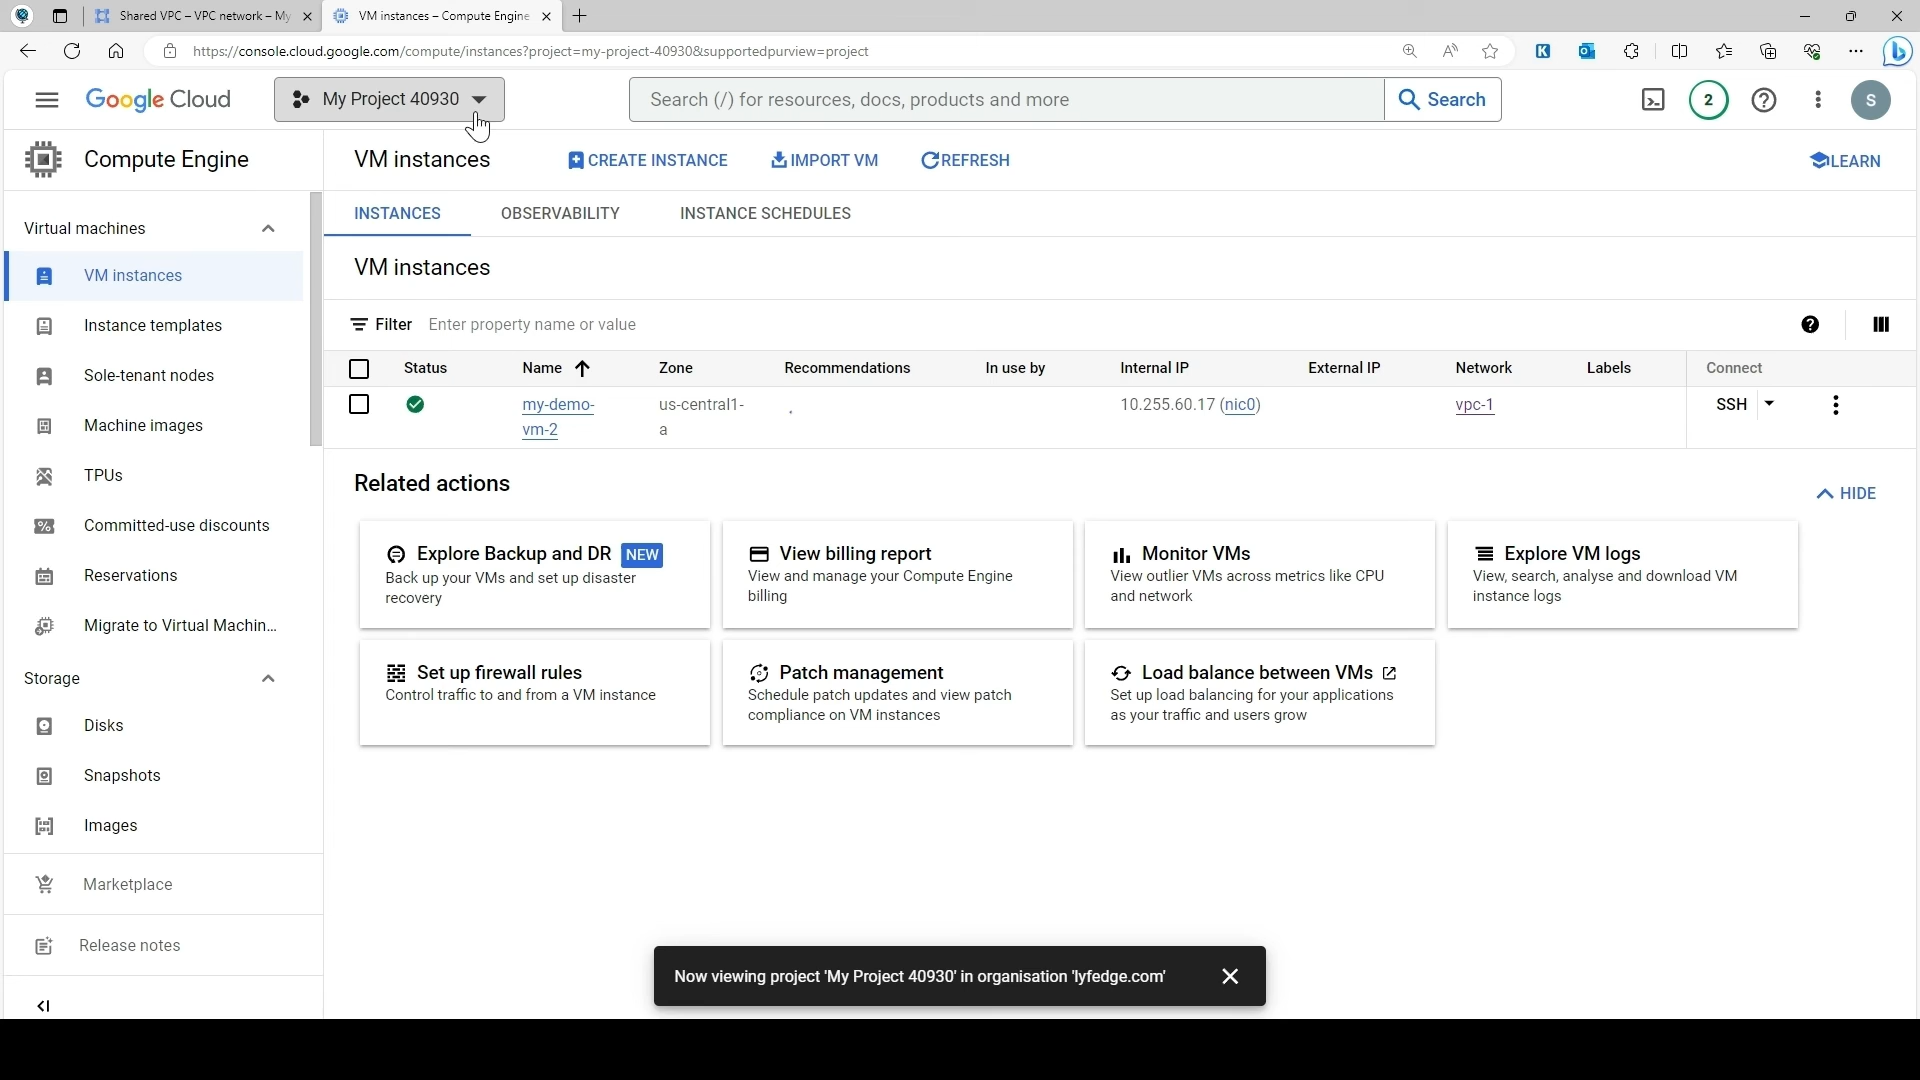 Shared VPC – VPC network – My
VM instances – Compute Engine
https://console.cloud.google.com/compute/instances?project=my-project-40930&supportedpurview=project
Google Cloud
My Project 40930
Search (/) for resources, docs, products and more
Search
2
S
Compute Engine
VM instances
CREATE INSTANCE
IMPORT VM
REFRESH
LEARN
Virtual machines
VM instances
Instance templates
Sole-tenant nodes
Machine images
TPUs
Committed-use discounts
Reservations
Migrate to Virtual Machin...
Storage
Disks
Snapshots
Images
Marketplace
Release notes
INSTANCES
OBSERVABILITY
INSTANCE SCHEDULES
VM instances
Filter Enter property name or value
Status Name Zone Recommendations In use by Internal IP External IP Network Labels Connect
my-demo-
vm-2
us-central1-
a
10.255.60.17 (nic0)
vpc-1
SSH
Related actions
HIDE
Explore Backup and DR NEW
Back up your VMs and set up disaster
recovery
View billing report
View and manage your Compute Engine
billing
Monitor VMs
View outlier VMs across metrics like CPU
and network
Explore VM logs
View, search, analyse and download VM
instance logs
Set up firewall rules
Control traffic to and from a VM instance
Patch management
Schedule patch updates and view patch
compliance on VM instances
Load balance between VMs
Set up load balancing for your applications
as your traffic and users grow
Now viewing project 'My Project 40930' in organisation 'lyfedge.com'